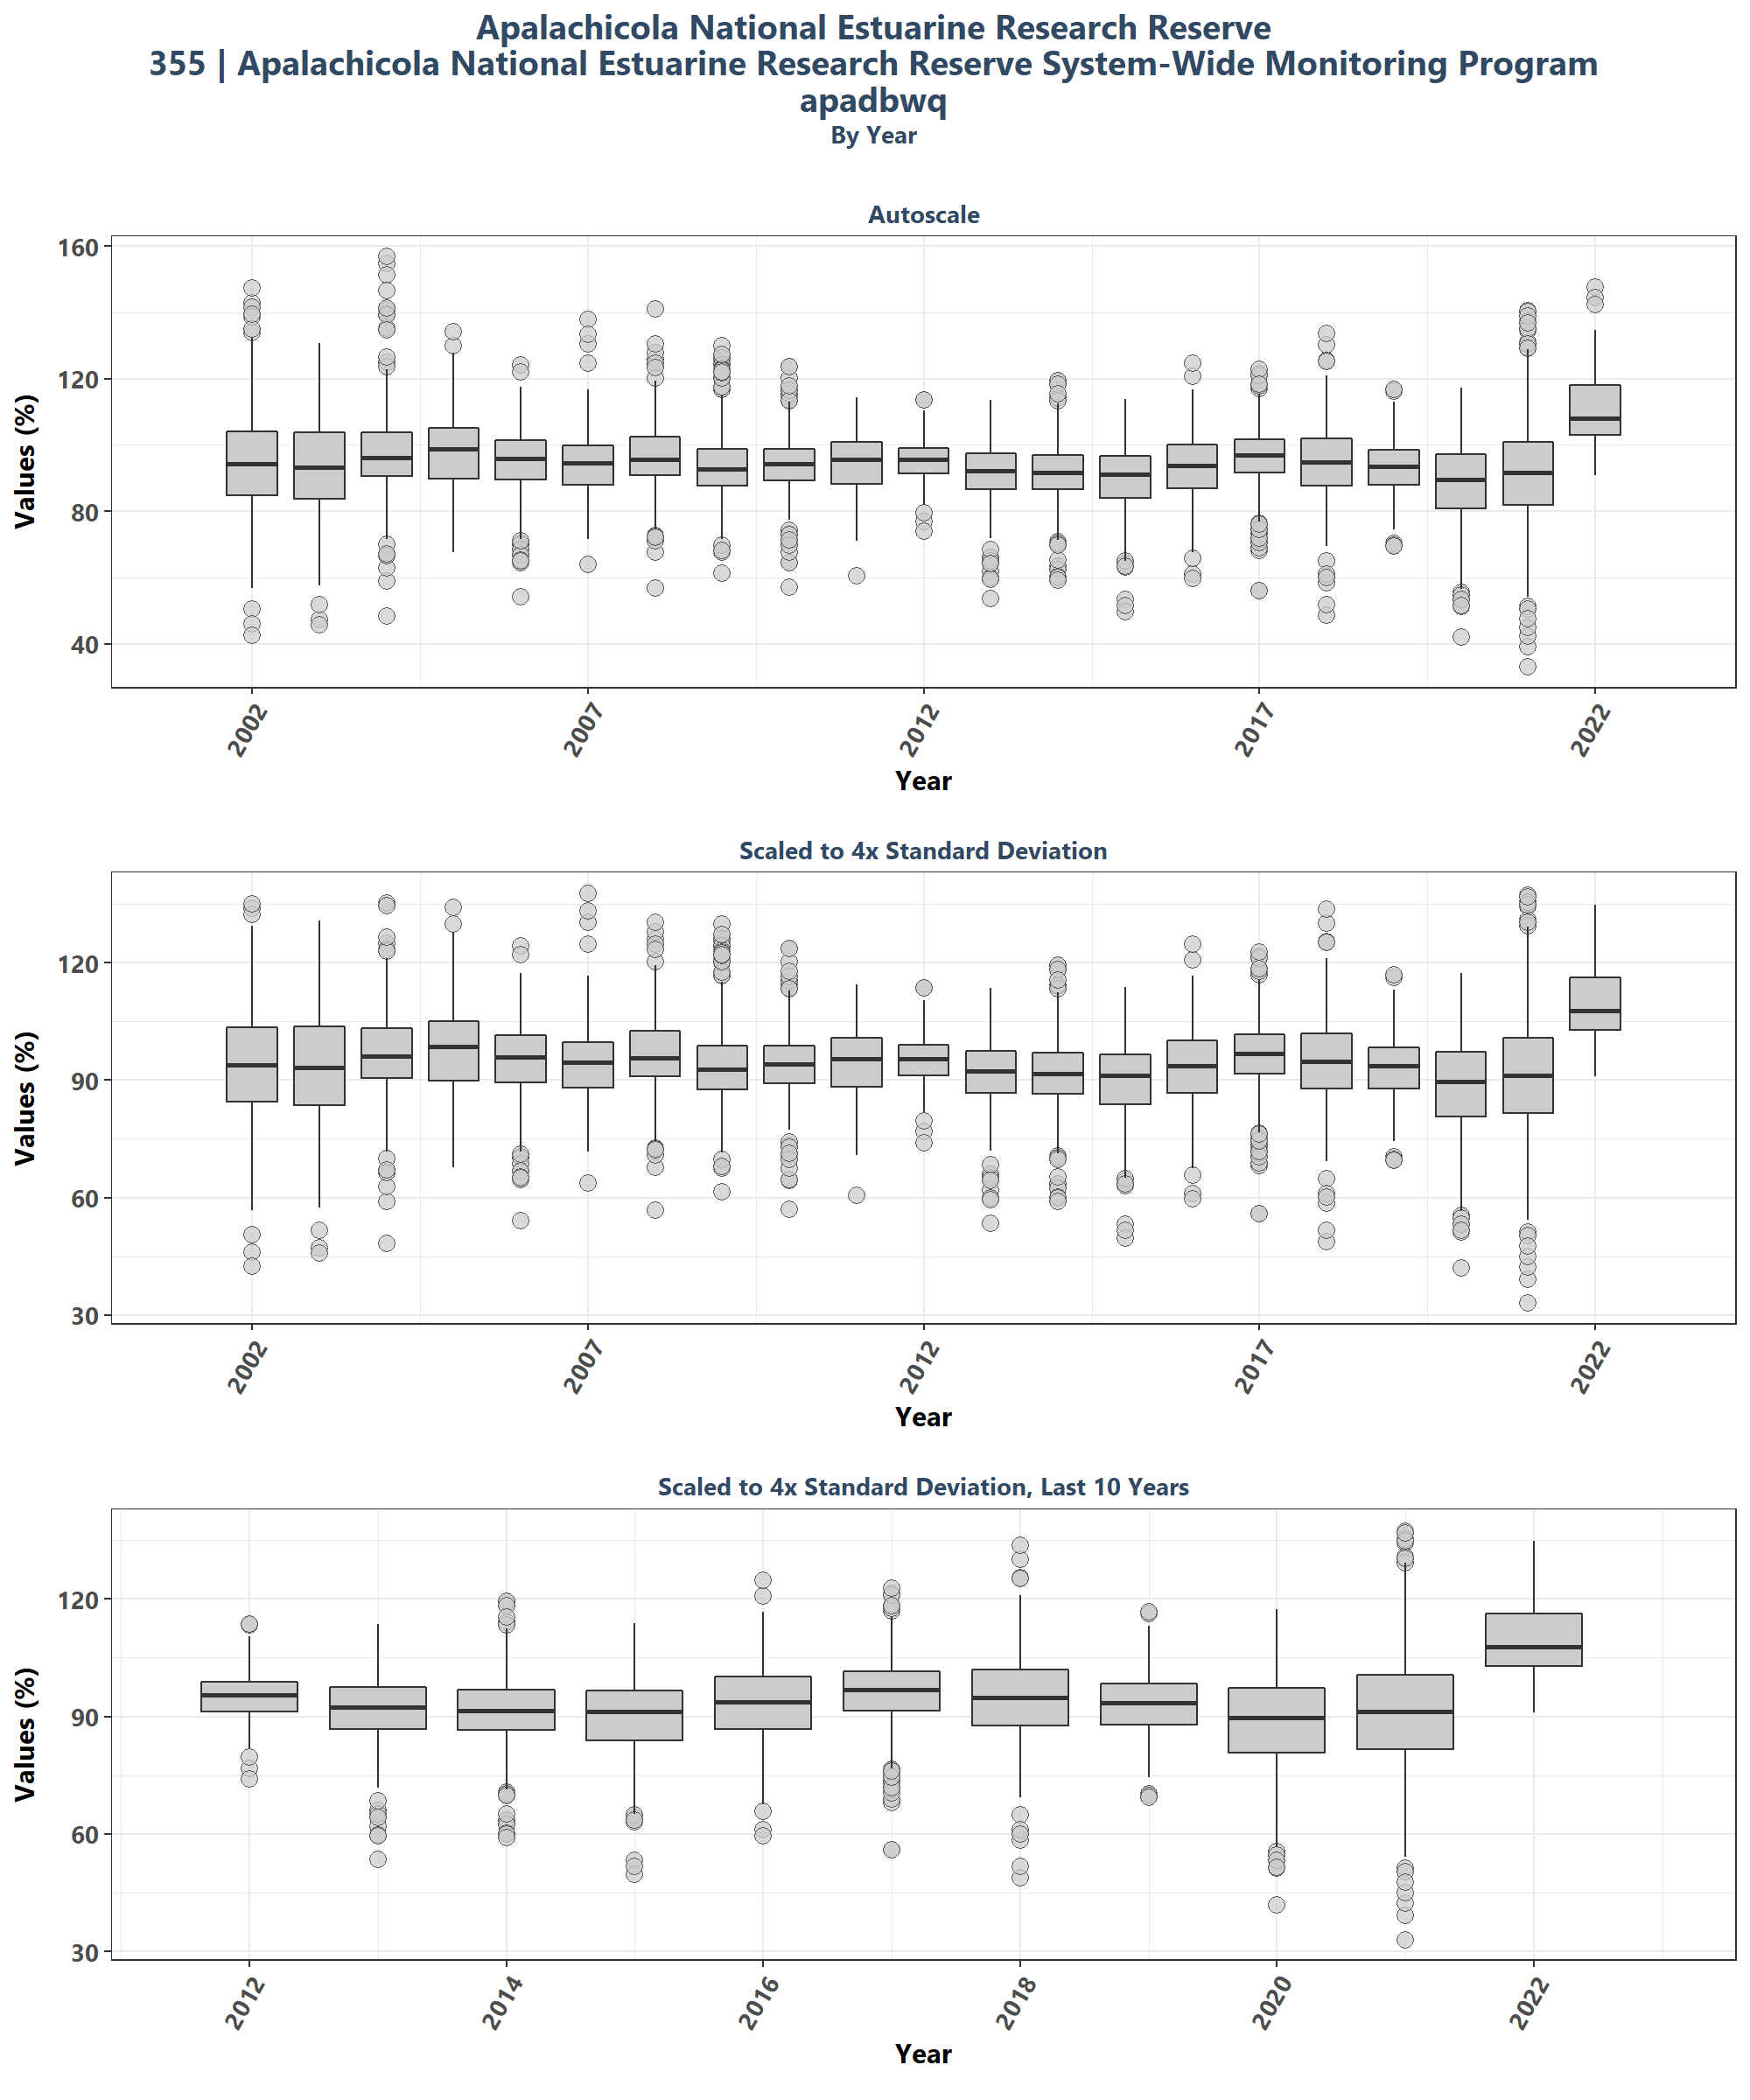 Apalachicola National Estuarine Research Reserve
355 | Apalachicola National Estuarine Research Reserve System-Wide Monitoring Program
apadbwq
By Year
Autoscale
Values (%)
160
120
80
40
2002
2007
2012
2017
2022
Year
Scaled to 4x Standard Deviation
Values (%)
120
90
60
30
2002
2007
2012
2017
2022
Year
Scaled to 4x Standard Deviation, Last 10 Years
Values (%)
120
90
60
30
2012
2014
2016
2018
2020
2022
Year